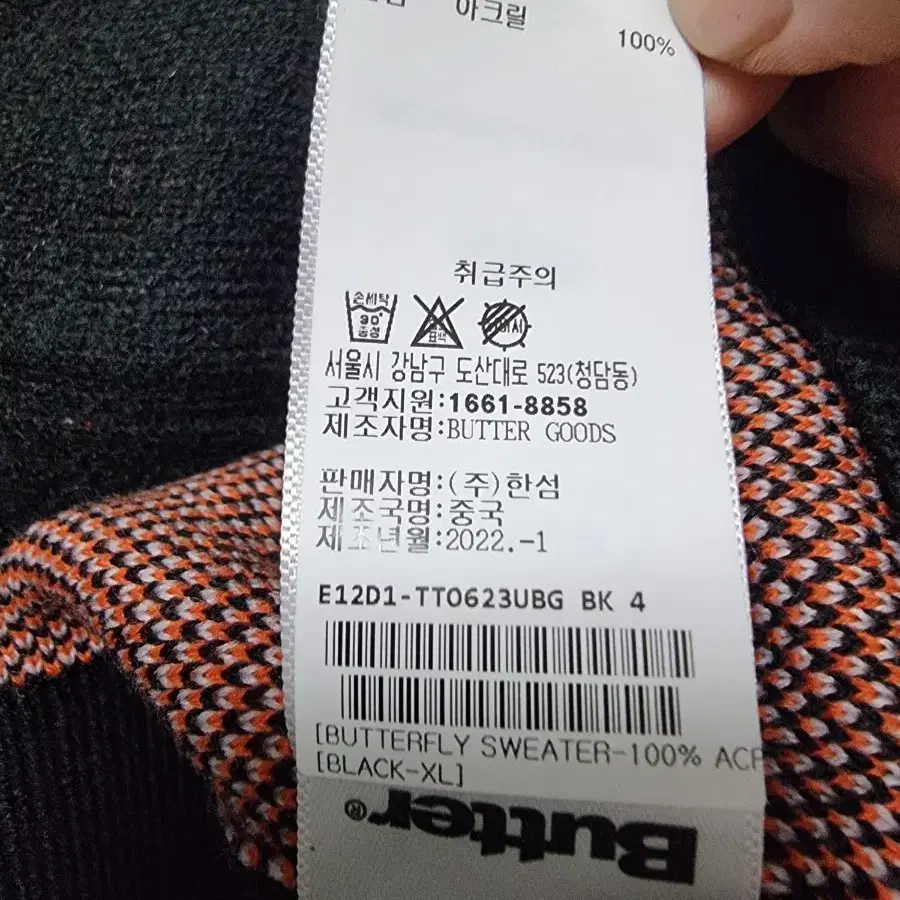 아크릴 100%
취급주의
손세탁 30° 중성 표백
서울시 강남구 도산대로 523(청담동)
고객지원:1661-8858
제조자명:BUTTER GOODS
판매자명:(주)한섬
제조국명:중국
제조년월:2022.-1
E12D1-TTO623UBG BK 4
[BUTTERFLY SWEATER-100% ACR
[BLACK-XL]
Butter®